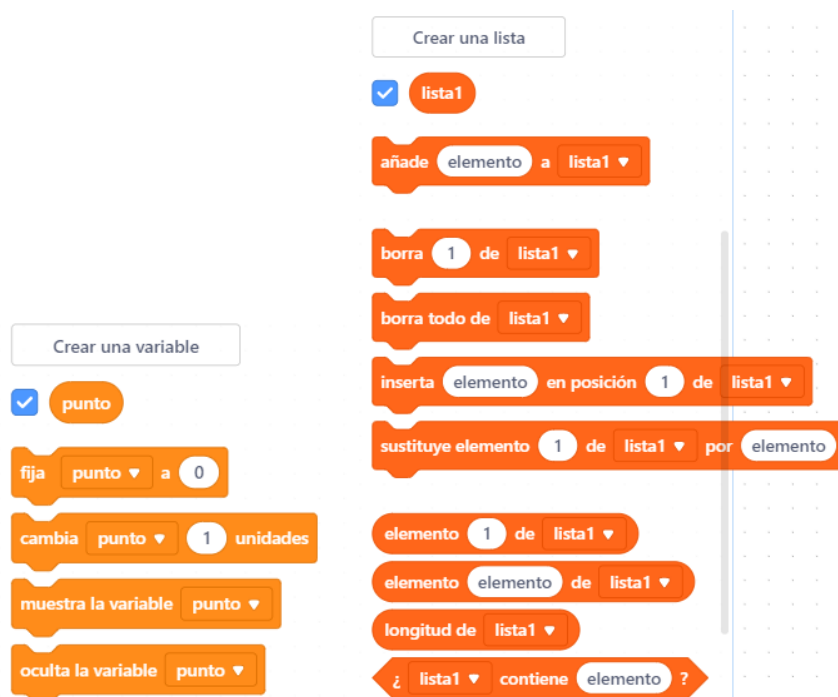 Crear una variable
punto
fija punto a 0
cambia punto 1 unidades
muestra la variable punto
oculta la variable punto
Crear una lista
lista1
añade elemento a lista1
borra 1 de lista1
borra todo de lista1
inserta elemento en posición 1 de lista1
sustituye elemento 1 de lista1 por elemento
elemento 1 de lista1
elemento elemento de lista1
longitud de lista1
¿ lista1 contiene elemento ?